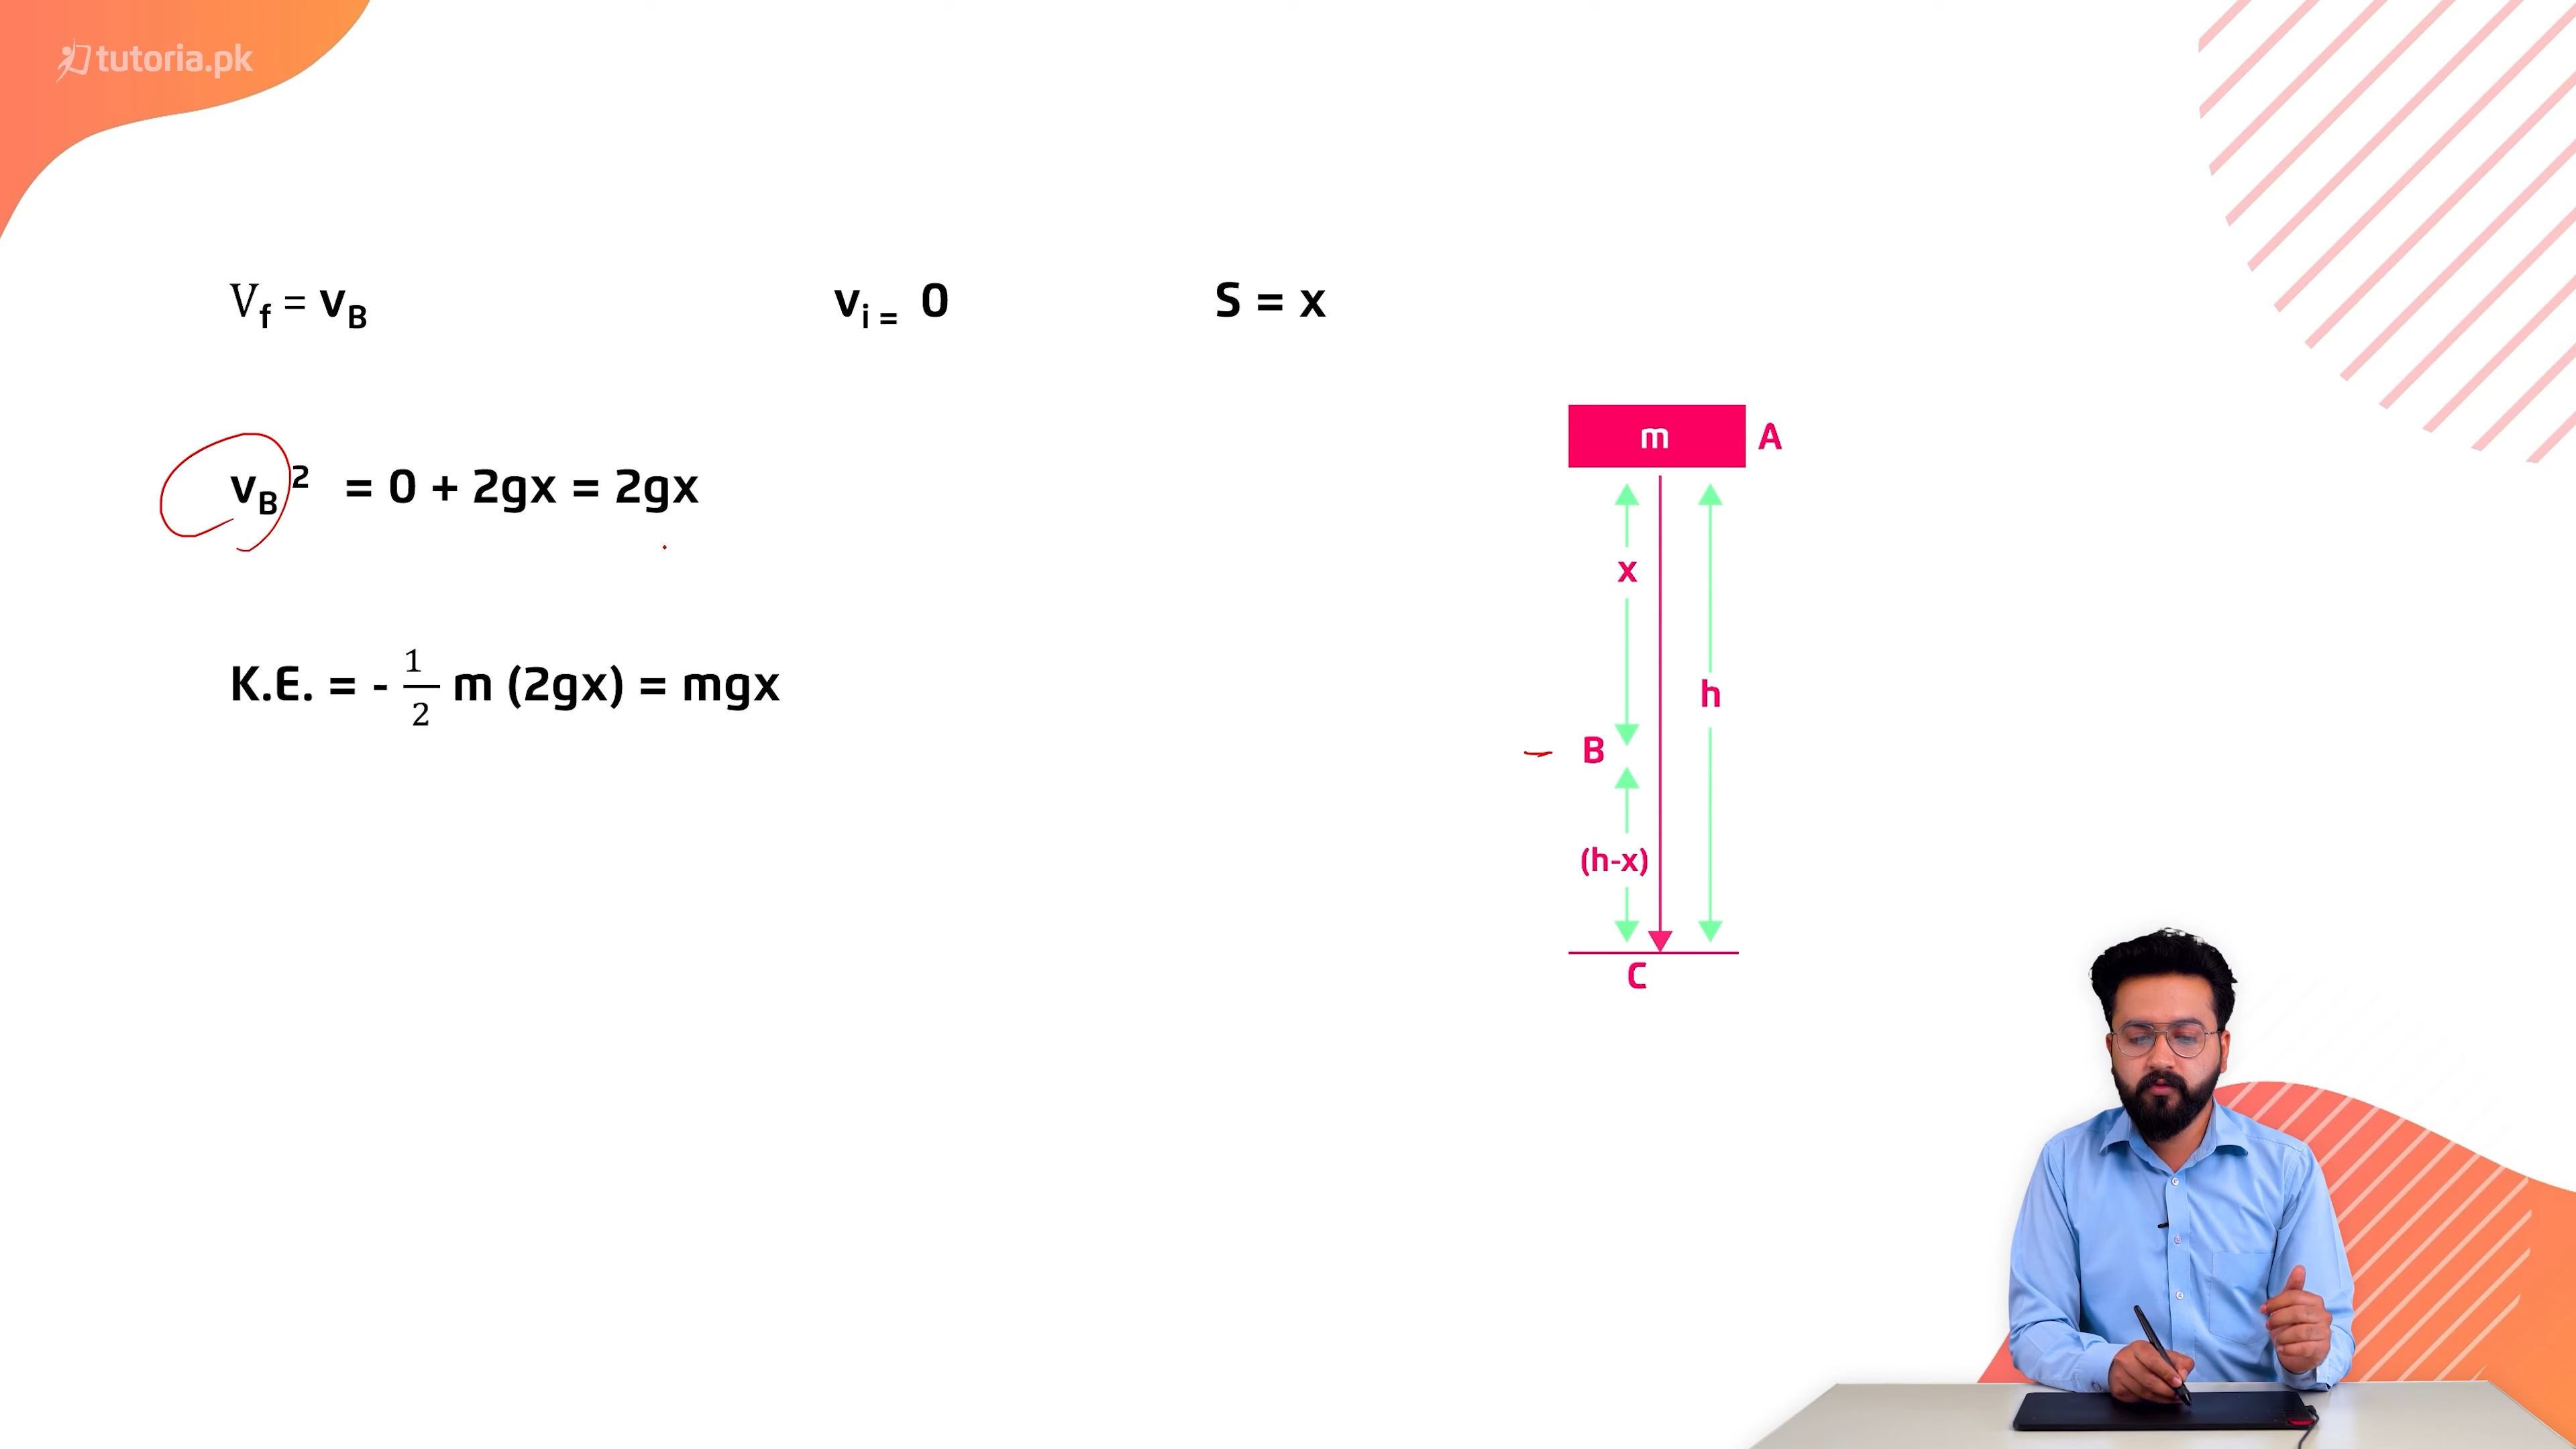 tutoria.pk
Vf = vB
vi = 0
S = x
vB² = 0 + 2gx = 2gx
K.E. = - 1/2 m (2gx) = mgx
m
A
x
h
B
(h-x)
C